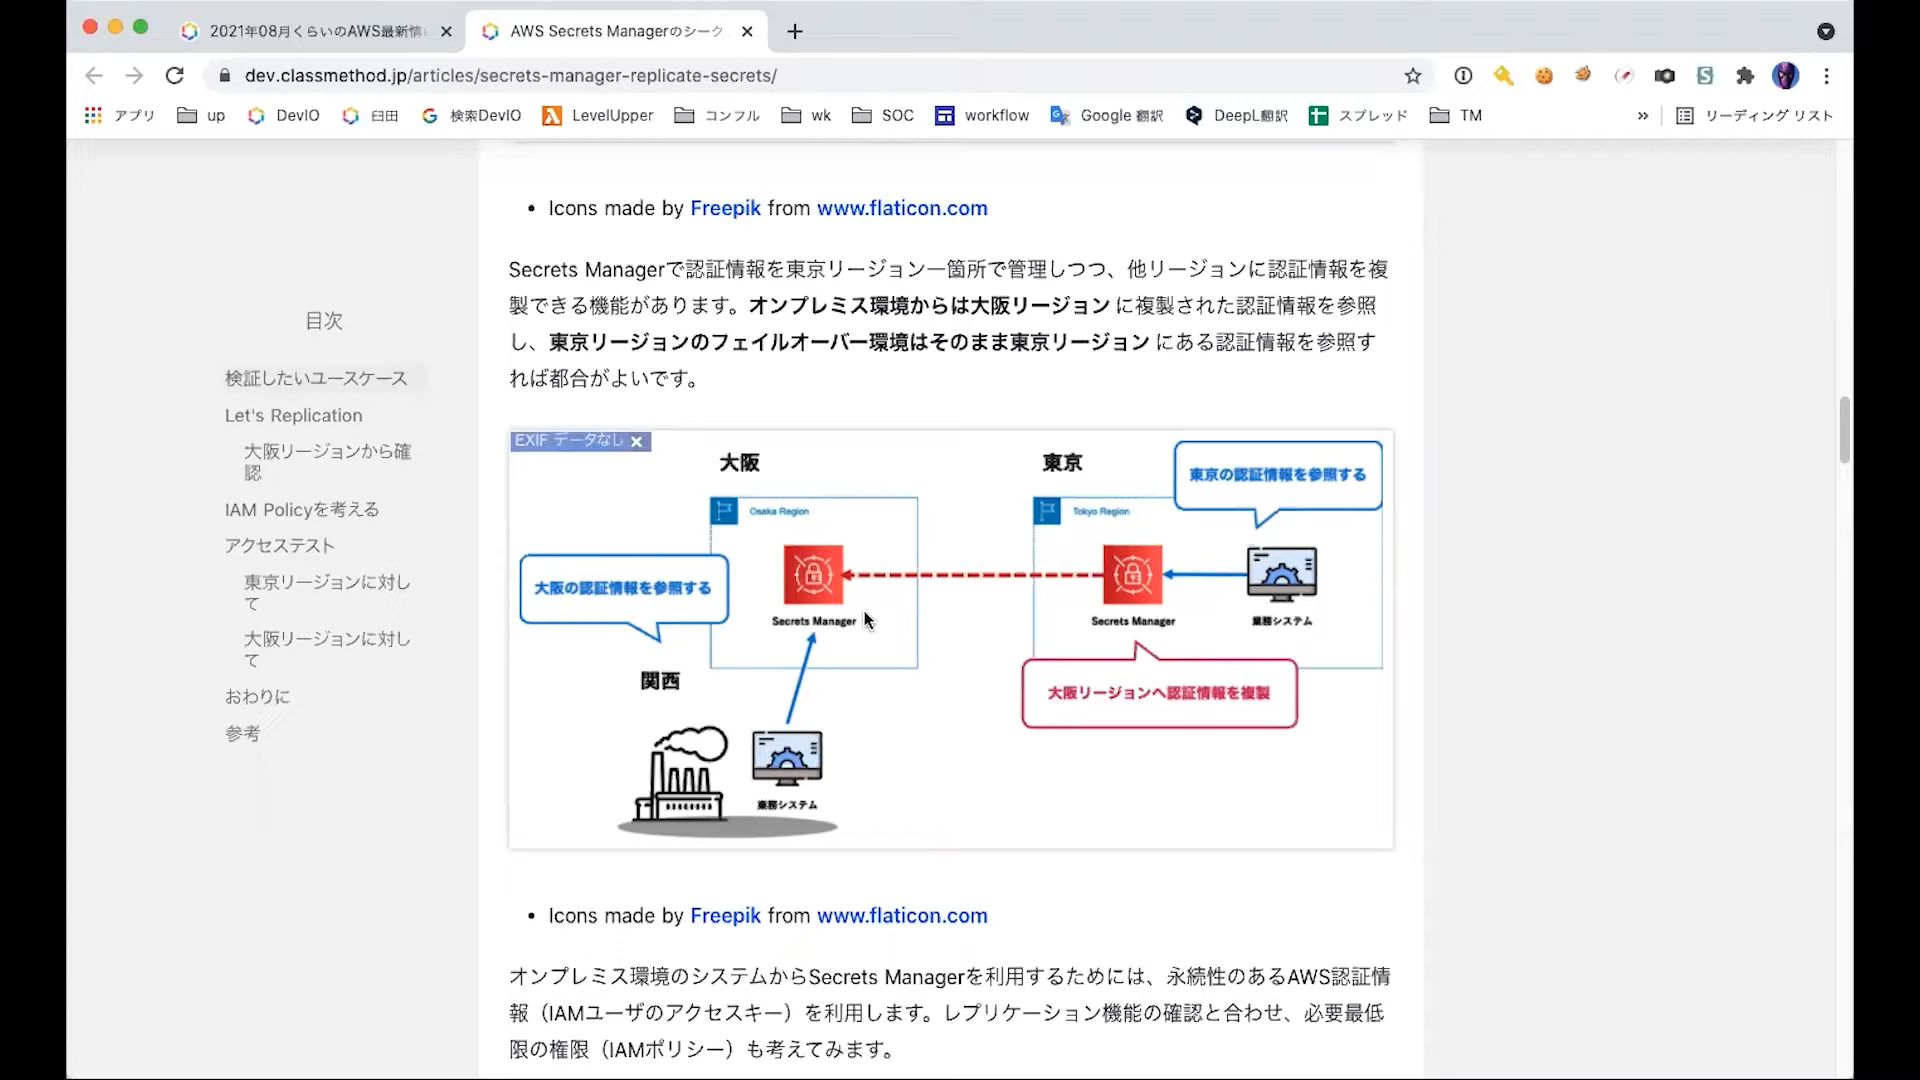 2021年08月くらいのAWS最新情
AWS Secrets Managerのシーク
dev.classmethod.jp/articles/secrets-manager-replicate-secrets/
アプリ up DevIO 臼田 検索DevIO LevelUpper コンフル wk SOC workflow Google 翻訳 DeepL翻訳 スプレッド TM » リーディング リスト
目次
検証したいユースケース
Let's Replication
大阪リージョンから確
認
IAM Policyを考える
アクセステスト
東京リージョンに対し
て
大阪リージョンに対し
て
おわりに
参考
• Icons made by Freepik from www.flaticon.com
Secrets Managerで認証情報を東京リージョン一箇所で管理しつつ、他リージョンに認証情報を複
製できる機能があります。オンプレミス環境からは大阪リージョン に複製された認証情報を参照
し、東京リージョンのフェイルオーバー環境はそのまま東京リージョン にある認証情報を参照す
れば都合がよいです。
EXIF データなし
大阪
東京
東京の認証情報を参照する
Osaka Region
Tokyo Region
大阪の認証情報を参照する
Secrets Manager
Secrets Manager
業務システム
関西
大阪リージョンへ認証情報を複製
業務システム
• Icons made by Freepik from www.flaticon.com
オンプレミス環境のシステムからSecrets Managerを利用するためには、永続性のあるAWS認証情
報（IAMユーザのアクセスキー）を利用します。レプリケーション機能の確認と合わせ、必要最低
限の権限（IAMポリシー）も考えてみます。